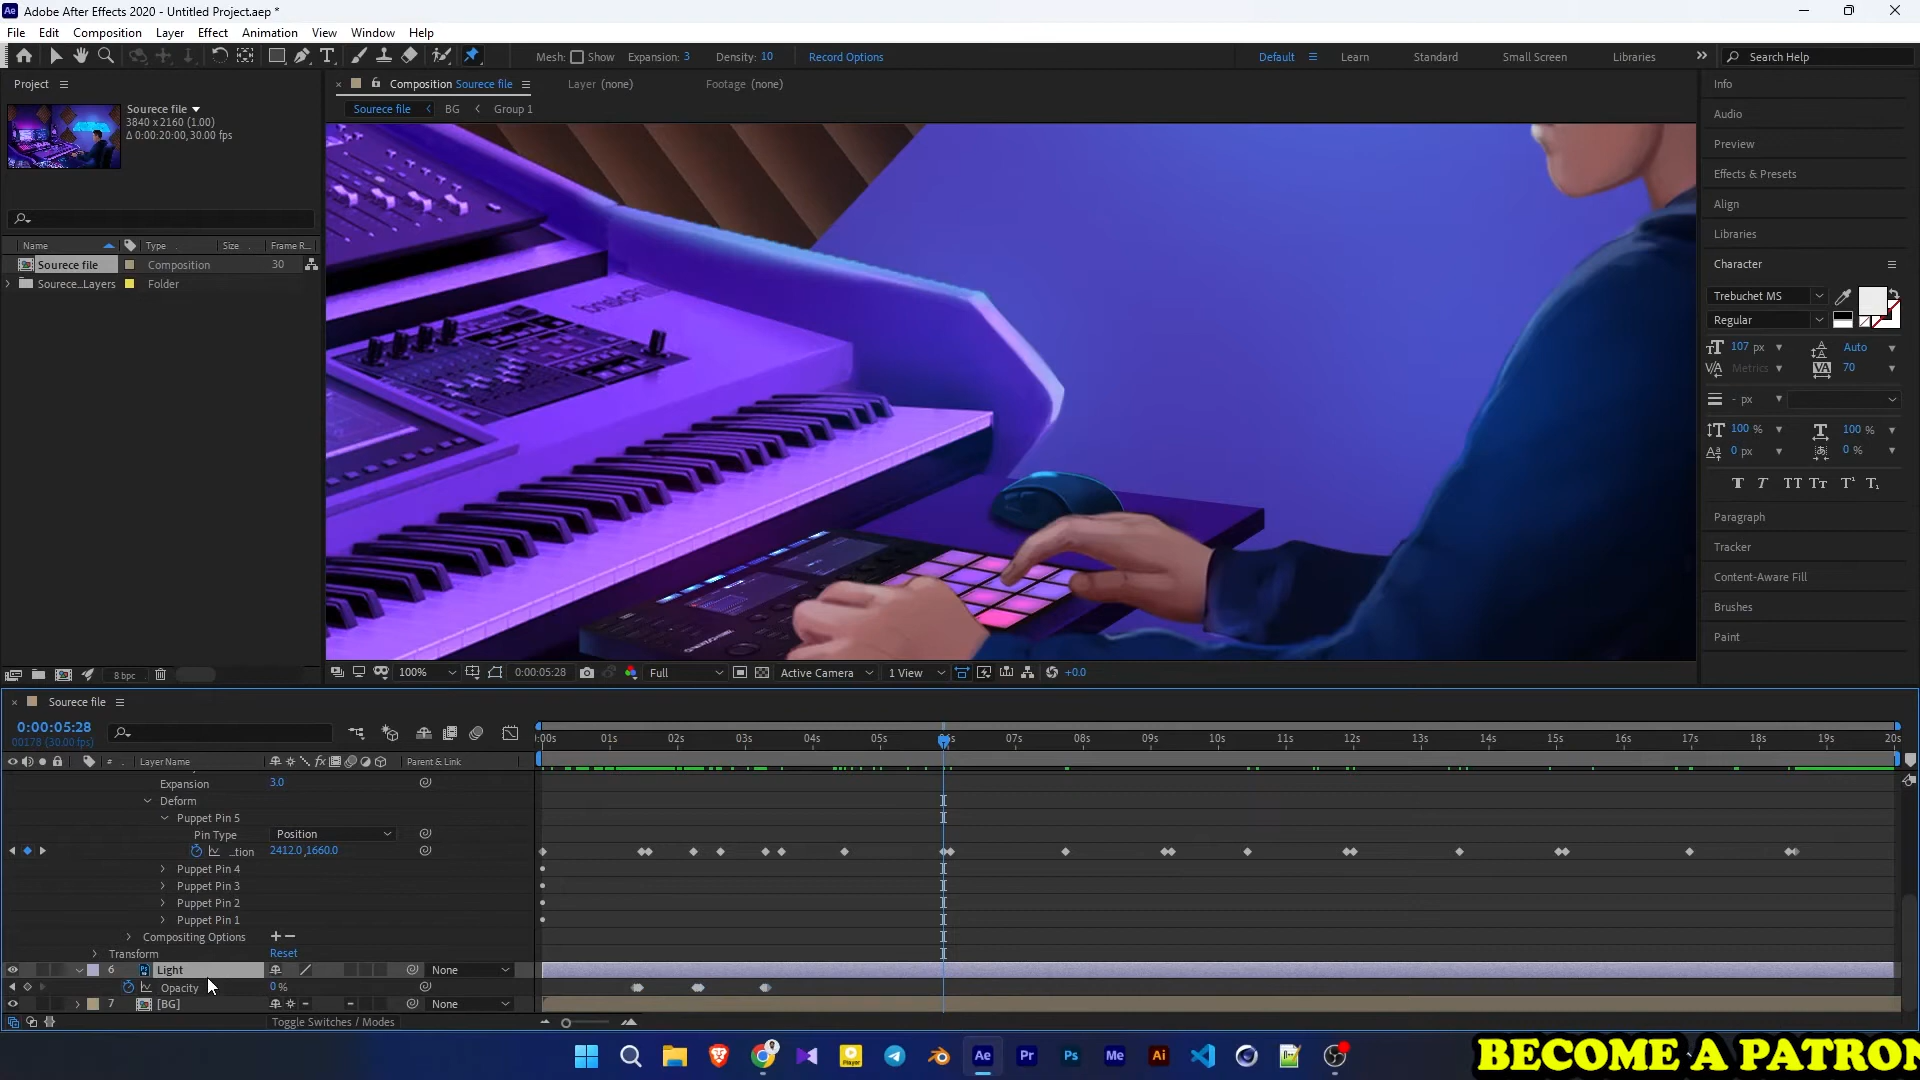 Adobe After Effects 2020 - Untitled Project.aep *
File Edit Composition Layer Effect Animation View Window Help
Mesh: Show Expansion: 3 Density: 10 Record Options Default Learn Standard Small Screen Libraries Search Help
Project
Composition Sourece file Layer (none) Footage (none)
Sourece file BG Group 1
Sourece file
3840 x 2160 (1.00)
Δ 0:00:20:00, 30.00 fps
Name Type Size Frame R...
Sourece file Composition 30
Sourece_Layers Folder
8 bpc
100% 0:00:05:28 Full Active Camera 1 View +0.0
Info
Audio
Preview
Effects & Presets
Align
Libraries
Character
Trebuchet MS
Regular
107 px Auto
Metrics 70
- px
100 % 100 %
0 px 0 %
Paragraph
Tracker
Content-Aware Fill
Brushes
Paint
Sourece file
0:00:05:28
00178 (30.00 fps)
:00s 01s 02s 03s 04s 05s 06s 07s 08s 09s 10s 11s 12s 13s 14s 15s 16s 17s 18s 19s 20s
# Layer Name Parent & Link
Expansion 3.0
Deform
Puppet Pin 5
Pin Type Position
...tion 2412.0,1660.0
Puppet Pin 4
Puppet Pin 3
Puppet Pin 2
Puppet Pin 1
Compositing Options + -
Transform Reset
6 Light None
Opacity 0 %
7 [BG] None
Toggle Switches / Modes
BECOME A PATRON